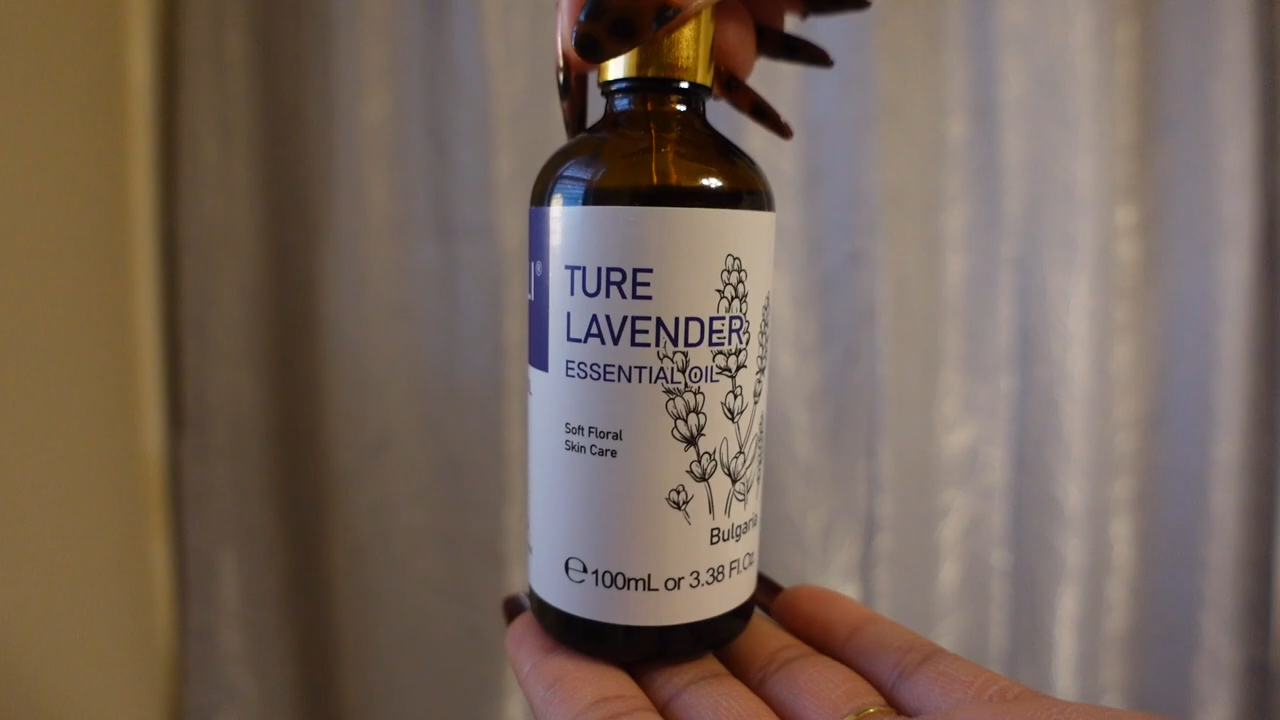 TURE
LAVENDER
ESSENTIAL OIL
Soft Floral
Skin Care
Bulgaria
℮100mL or 3.38 Fl.Oz.